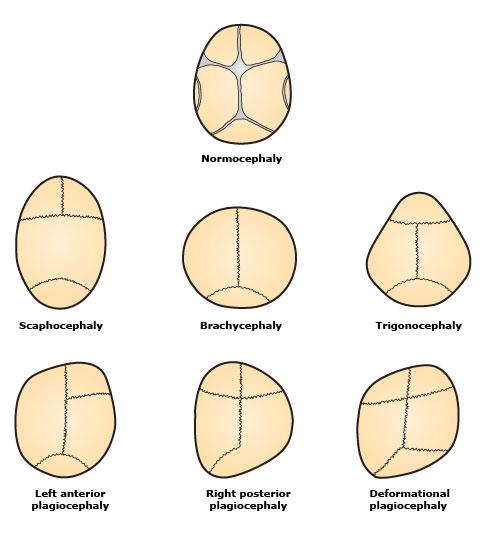 Normocephaly
Scaphocephaly
Brachycephaly
Trigonocephaly
Left anterior
plagiocephaly
Right posterior
plagiocephaly
Deformational
plagiocephaly